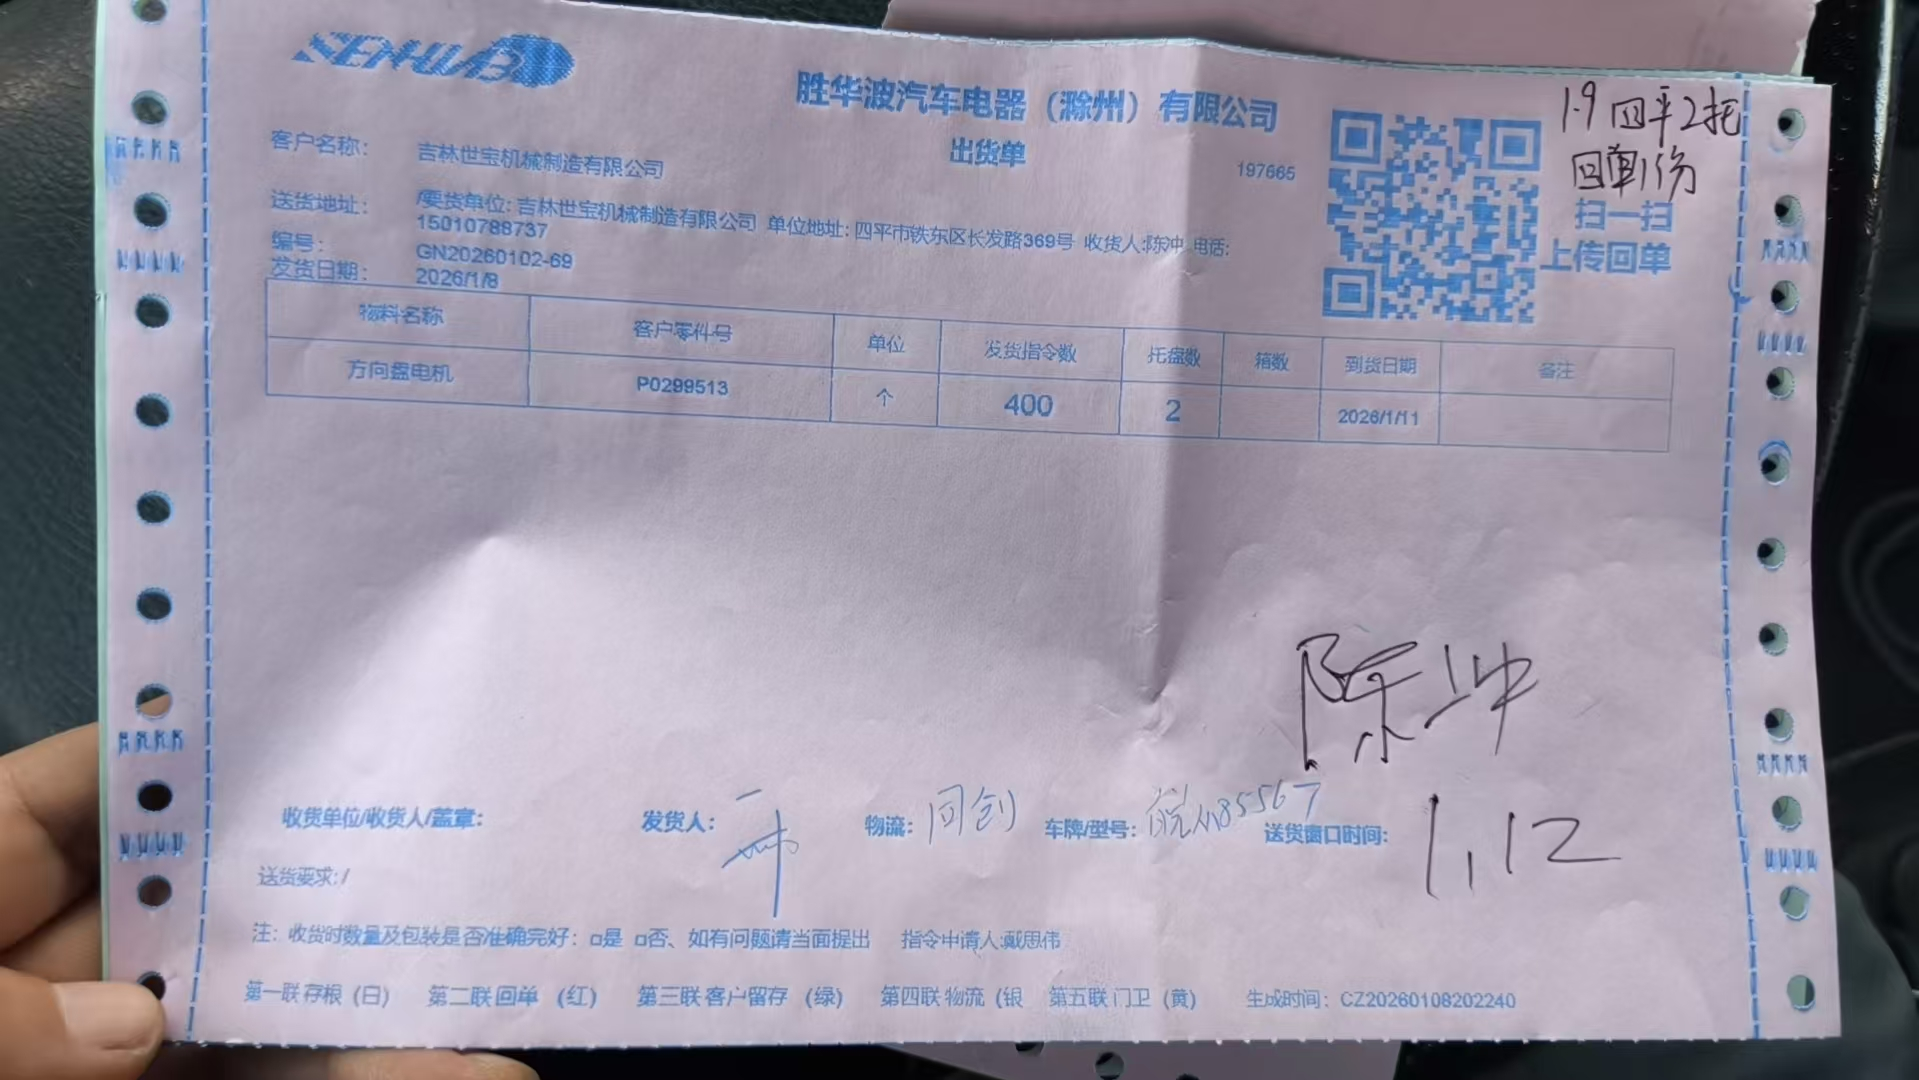 SENHWABO
胜华波汽车电器（滁州）有限公司
出货单
197665
1.9 四平2托
回单1份
扫一扫
上传回单
客户名称： 吉林世宝机械制造有限公司
送货地址： /要货单位: 吉林世宝机械制造有限公司 单位地址: 四平市铁东区长发路369号 收货人:陈冲 电话:
15010788737
编号： GN20260102-69
发货日期： 2026/1/8
物料名称 客户零件号 单位 发货指令数 托盘数 箱数 到货日期 备注
方向盘电机 P0299513 个 400 2 2026/1/11
陈冲
收货单位/收货人/盖章： 发货人： 物流： 同创 车牌/型号： 皖M85567 送货窗口时间： 1.12
送货要求: /
注：收货时数量及包装是否准确完好：□是 □否、如有问题请当面提出 指令申请人:戴思伟
第一联 存根（白） 第二联 回单 （红） 第三联 客户留存 （绿） 第四联 物流（银 第五联 门卫（黄） 生成时间：CZ20260108202240